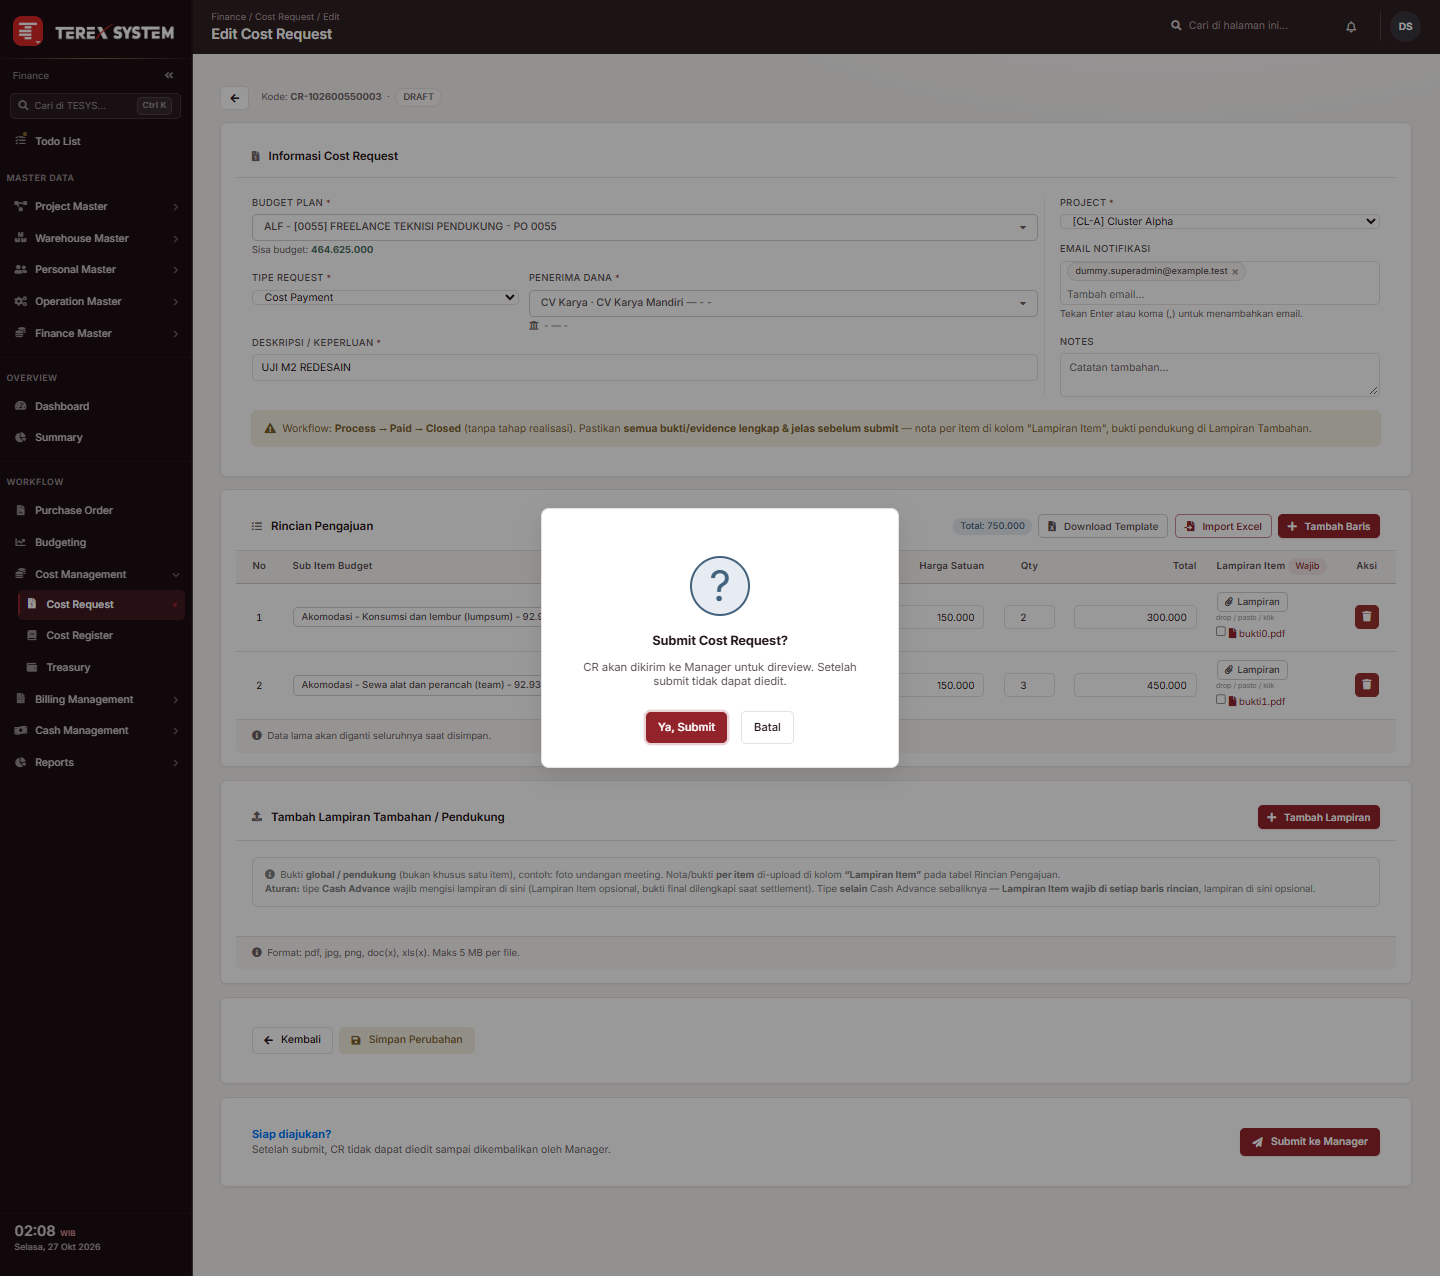 TEREX SYSTEM
Finance
Cari di TESYS...
Ctrl K
Todo List
MASTER DATA
Project Master
Warehouse Master
Personal Master
Operation Master
Finance Master
OVERVIEW
Dashboard
Summary
WORKFLOW
Purchase Order
Budgeting
Cost Management
Cost Request
Cost Register
Treasury
Billing Management
Cash Management
Reports
02:08 WIB
Selasa, 27 Okt 2026
Finance / Cost Request / Edit
Edit Cost Request
Cari di halaman ini...
DS
Kode: CR-102600550003 · DRAFT
Informasi Cost Request
BUDGET PLAN *
ALF - [0055] FREELANCE TEKNISI PENDUKUNG - PO 0055
Sisa budget: 464.625.000
TIPE REQUEST *
Cost Payment
PENERIMA DANA *
CV Karya · CV Karya Mandiri — - -
- — -
DESKRIPSI / KEPERLUAN *
UJI M2 REDESAIN
PROJECT *
[CL-A] Cluster Alpha
EMAIL NOTIFIKASI
dummy.superadmin@example.test ×
Tambah email...
Tekan Enter atau koma (,) untuk menambahkan email.
NOTES
Catatan tambahan...
Workflow: Process → Paid → Closed (tanpa tahap realisasi). Pastikan semua bukti/evidence lengkap & jelas sebelum submit — nota per item di kolom "Lampiran Item", bukti pendukung di Lampiran Tambahan.
Rincian Pengajuan
Total: 750.000
Download Template
Import Excel
Tambah Baris
No Sub Item Budget Harga Satuan Qty Total Lampiran Item Wajib Aksi
1 Akomodasi - Konsumsi dan lembur (lumpsum) - 92.9 150.000 2 300.000 Lampiran
drop / paste / klik
bukti0.pdf
2 Akomodasi - Sewa alat dan perancah (team) - 92.93 150.000 3 450.000 Lampiran
drop / paste / klik
bukti1.pdf
Data lama akan diganti seluruhnya saat disimpan.
?
Submit Cost Request?
CR akan dikirim ke Manager untuk direview. Setelah
submit tidak dapat diedit.
Ya, Submit
Batal
Tambah Lampiran Tambahan / Pendukung
Tambah Lampiran
Bukti global / pendukung (bukan khusus satu item), contoh: foto undangan meeting. Nota/bukti per item di-upload di kolom “Lampiran Item” pada tabel Rincian Pengajuan.
Aturan: tipe Cash Advance wajib mengisi lampiran di sini (Lampiran Item opsional, bukti final dilengkapi saat settlement). Tipe selain Cash Advance sebaliknya — Lampiran Item wajib di setiap baris rincian, lampiran di sini opsional.
Format: pdf, jpg, png, doc(x), xls(x). Maks 5 MB per file.
Kembali
Simpan Perubahan
Siap diajukan?
Setelah submit, CR tidak dapat diedit sampai dikembalikan oleh Manager.
Submit ke Manager